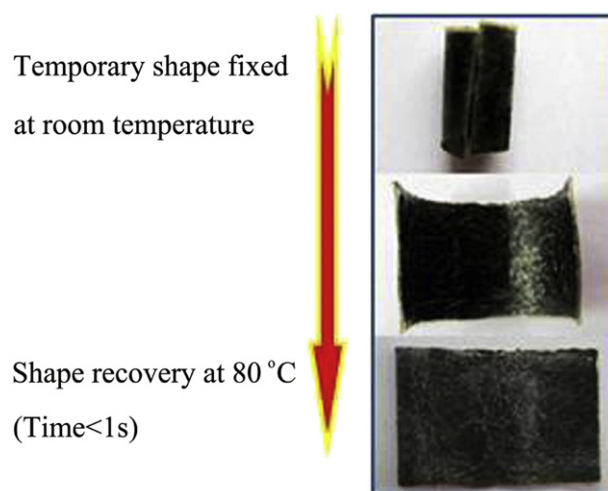 Temporary shape fixed
at room temperature
Shape recovery at 80 °C
(Time<1s)